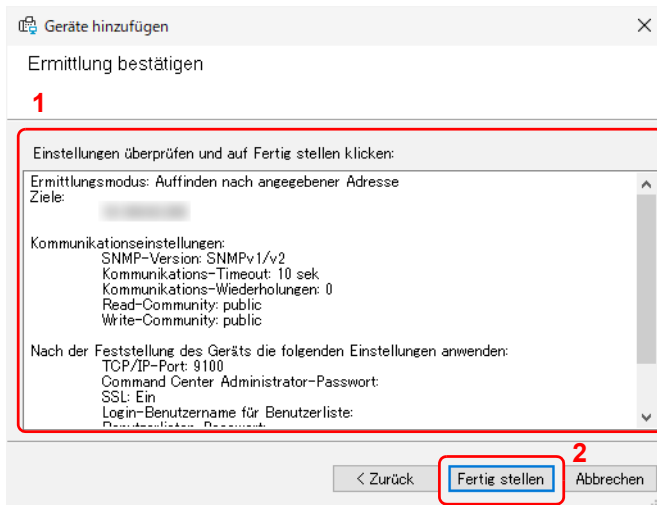 Geräte hinzufügen
Ermittlung bestätigen
1
Einstellungen überprüfen und auf Fertig stellen klicken:
Ermittlungsmodus: Auffinden nach angegebener Adresse
Ziele:
Kommunikationseinstellungen:
SNMP-Version: SNMPv1/v2
Kommunikations-Timeout: 10 sek
Kommunikations-Wiederholungen: 0
Read-Community: public
Write-Community: public
Nach der Feststellung des Geräts die folgenden Einstellungen anwenden:
TCP/IP-Port: 9100
Command Center Administrator-Passwort:
SSL: Ein
Login-Benutzername für Benutzerliste:
2
< Zurück Fertig stellen Abbrechen